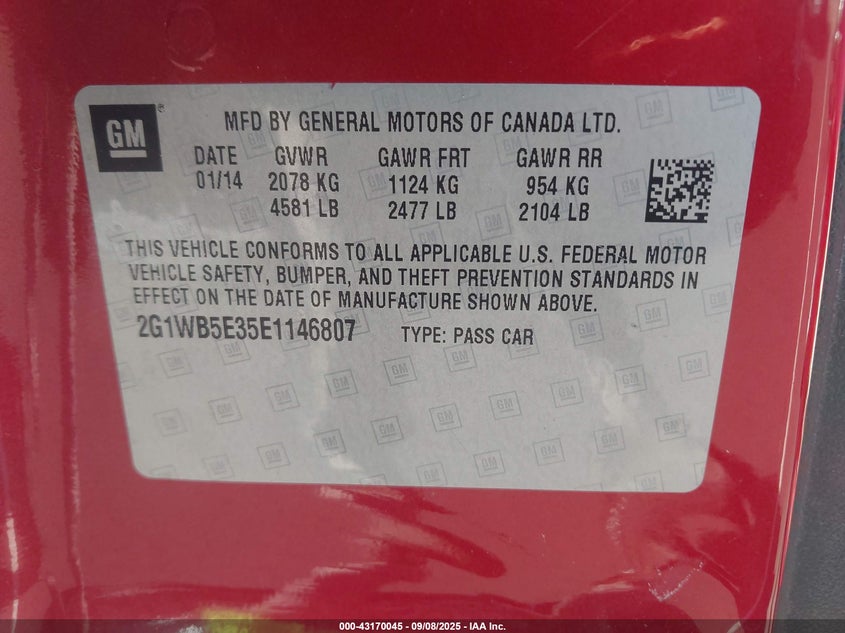 GM ®
MFD BY GENERAL MOTORS OF CANADA LTD.
DATE GVWR GAWR FRT GAWR RR
01/14 2078 KG 1124 KG 954 KG
4581 LB 2477 LB 2104 LB
THIS VEHICLE CONFORMS TO ALL APPLICABLE U.S. FEDERAL MOTOR
VEHICLE SAFETY, BUMPER, AND THEFT PREVENTION STANDARDS IN
EFFECT ON THE DATE OF MANUFACTURE SHOWN ABOVE.
2G1WB5E35E1146807 TYPE: PASS CAR
000-43170045 - 09/08/2025 - IAA Inc.